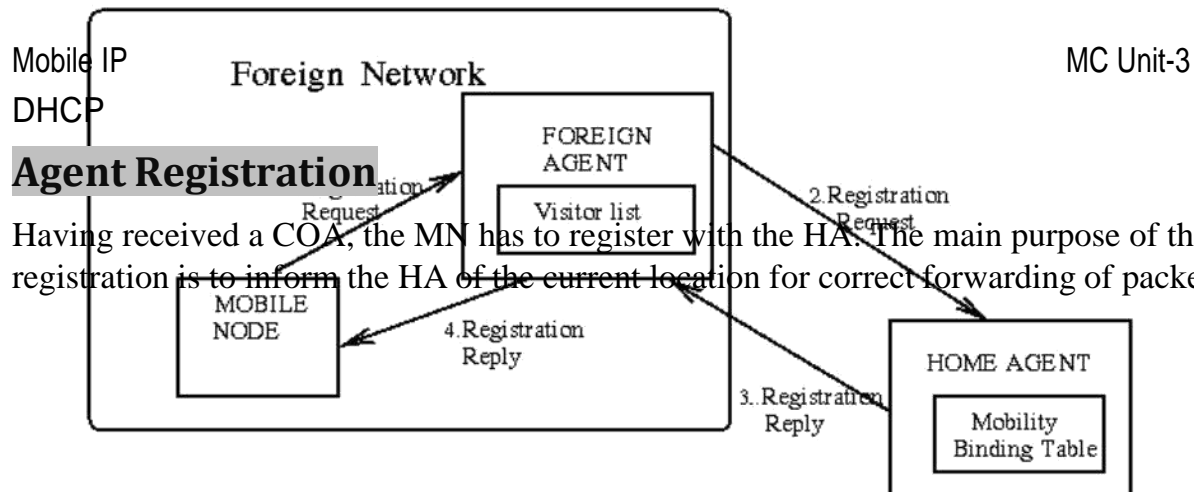 Mobile IP
MC Unit-3
DHCP
Foreign Network
Agent Registration
Request
FOREIGN
AGENT
Visitor list
2.Registration
Request
Having received a COA, the MN has to register with the HA. The main purpose of th
registration is to inform the HA of the current location for correct forwarding of packe
MOBILE
NODE
4.Registration
Reply
3..Registration
Reply
HOME AGENT
Mobility
Binding Table